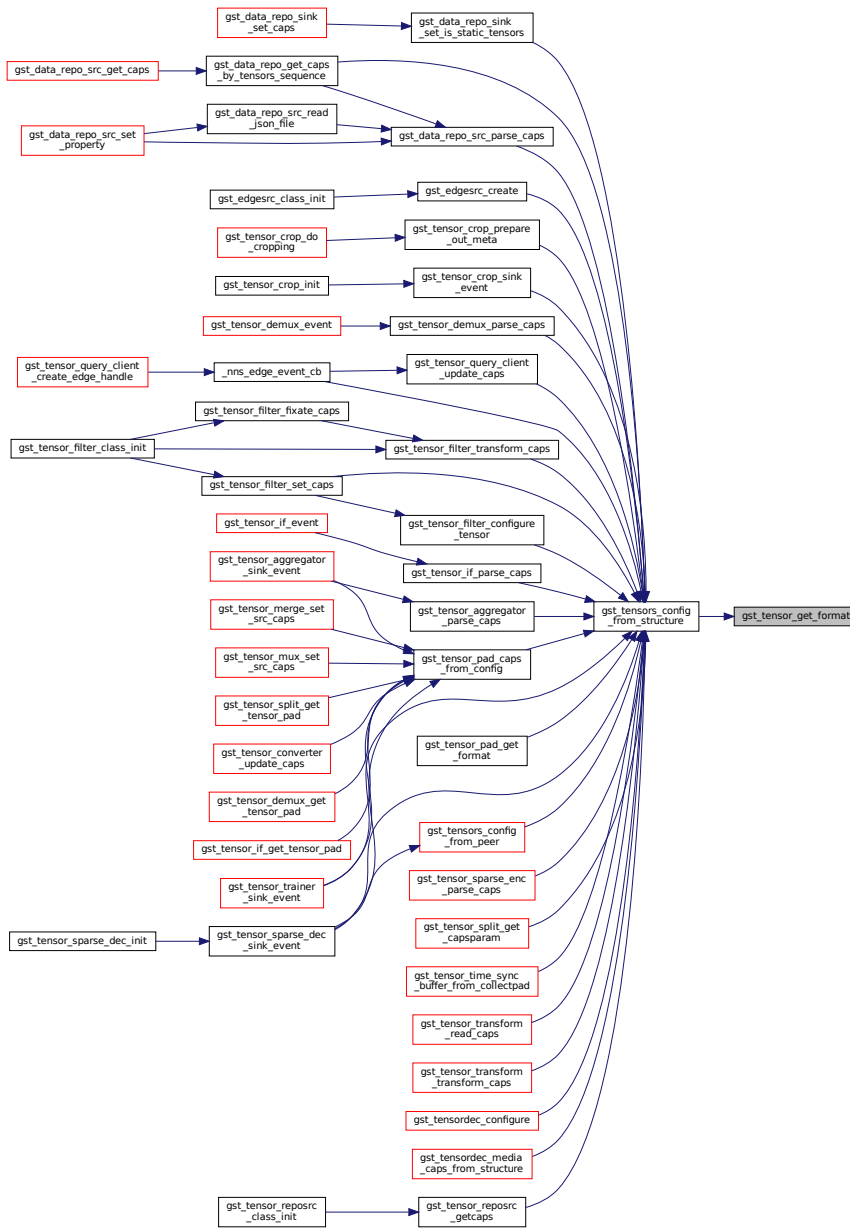 gst_data_repo_sink
_set_caps
gst_data_repo_sink
_set_is_static_tensors
gst_data_repo_src_get_caps
gst_data_repo_get_caps
_by_tensors_sequence
gst_data_repo_src_read
_json_file
gst_data_repo_src_set
_property
gst_data_repo_src_parse_caps
gst_edgesrc_class_init
gst_edgesrc_create
gst_tensor_crop_do
_cropping
gst_tensor_crop_prepare
_out_meta
gst_tensor_crop_init
gst_tensor_crop_sink
_event
gst_tensor_demux_event
gst_tensor_demux_parse_caps
gst_tensor_query_client
_create_edge_handle
_nns_edge_event_cb
gst_tensor_query_client
_update_caps
gst_tensor_filter_fixate_caps
gst_tensor_filter_class_init
gst_tensor_filter_transform_caps
gst_tensor_filter_set_caps
gst_tensor_filter_configure
_tensor
gst_tensor_if_event
gst_tensor_if_parse_caps
gst_tensor_aggregator
_sink_event
gst_tensor_merge_set
_src_caps
gst_tensor_aggregator
_parse_caps
gst_tensors_config
_from_structure
gst_tensor_get_format
gst_tensor_mux_set
_src_caps
gst_tensor_pad_caps
_from_config
gst_tensor_split_get
_tensor_pad
gst_tensor_converter
_update_caps
gst_tensor_pad_get
_format
gst_tensor_demux_get
_tensor_pad
gst_tensor_if_get_tensor_pad
gst_tensors_config
_from_peer
gst_tensor_trainer
_sink_event
gst_tensor_sparse_enc
_parse_caps
gst_tensor_sparse_dec_init
gst_tensor_sparse_dec
_sink_event
gst_tensor_split_get
_capsparam
gst_tensor_time_sync
_buffer_from_collectpad
gst_tensor_transform
_read_caps
gst_tensor_transform
_transform_caps
gst_tensordec_configure
gst_tensordec_media
_caps_from_structure
gst_tensor_reposrc
_class_init
gst_tensor_reposrc
_getcaps